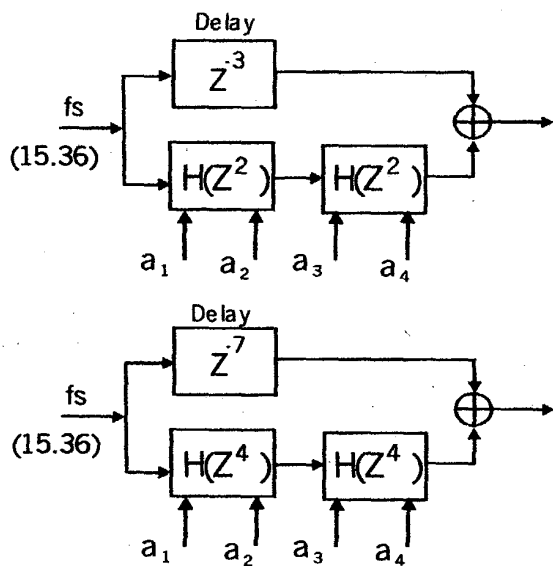 Delay
Z⁻³
fs
(15.36)
H(Z²)
H(Z²)
a₁
a₂
a₃
a₄
Delay
Z⁻⁷
fs
(15.36)
H(Z⁴)
H(Z⁴)
a₁
a₂
a₃
a₄